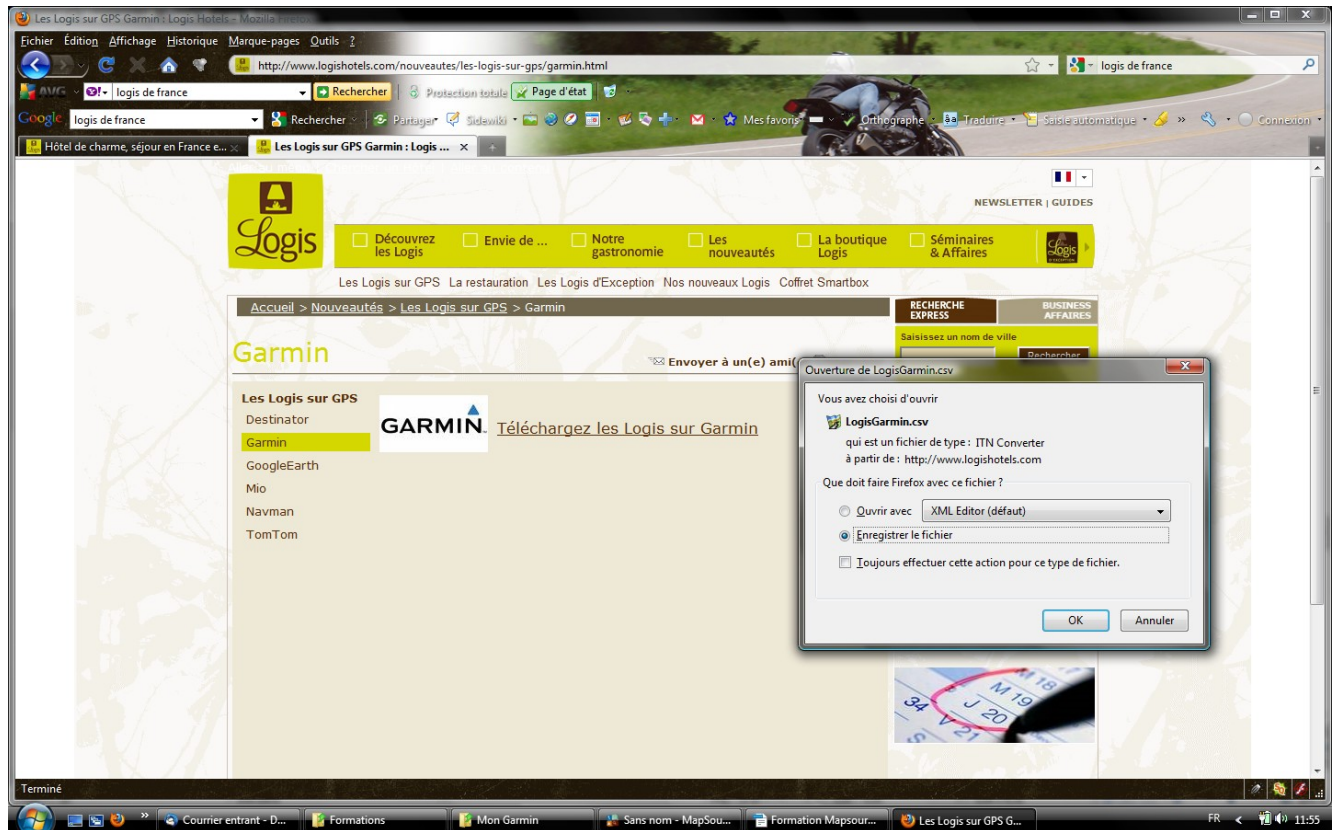 Les Logis sur GPS Garmin : Logis Hotels - Mozilla Firefox
Fichier Édition Affichage Historique Marque-pages Outils ?
http://www.logishotels.com/nouveautes/les-logis-sur-gps/garmin.html
logis de france
AVG logis de france Rechercher Protection totale Page d'état
Google logis de france Rechercher Partager Sidewiki Mes favoris Orthographe Traduire Saisie automatique » Connexion
Hôtel de charme, séjour en France e... Les Logis sur GPS Garmin : Logis ...
NEWSLETTER | GUIDES
Logis
Découvrez les Logis
Envie de ...
Notre gastronomie
Les nouveautés
La boutique Logis
Séminaires & Affaires
Logis
Les Logis sur GPS La restauration Les Logis d'Exception Nos nouveaux Logis Coffret Smartbox
Accueil > Nouveautés > Les Logis sur GPS > Garmin
RECHERCHE EXPRESS
BUSINESS AFFAIRES
Saisissez un nom de ville
Rechercher
Garmin
Envoyer à un(e) ami(
Les Logis sur GPS
Destinator
Garmin
GoogleEarth
Mio
Navman
TomTom
GARMIN
Téléchargez les Logis sur Garmin
Ouverture de LogisGarmin.csv
Vous avez choisi d'ouvrir
LogisGarmin.csv
qui est un fichier de type : ITN Converter
à partir de : http://www.logishotels.com
Que doit faire Firefox avec ce fichier ?
Ouvrir avec XML Editor (défaut)
Enregistrer le fichier
Toujours effectuer cette action pour ce type de fichier.
OK Annuler
M 18
M 19
34 J 20
V 21
S
Terminé
Courrier entrant - D... Formations Mon Garmin Sans nom - MapSou... Formation Mapsour... Les Logis sur GPS G... FR 11:55